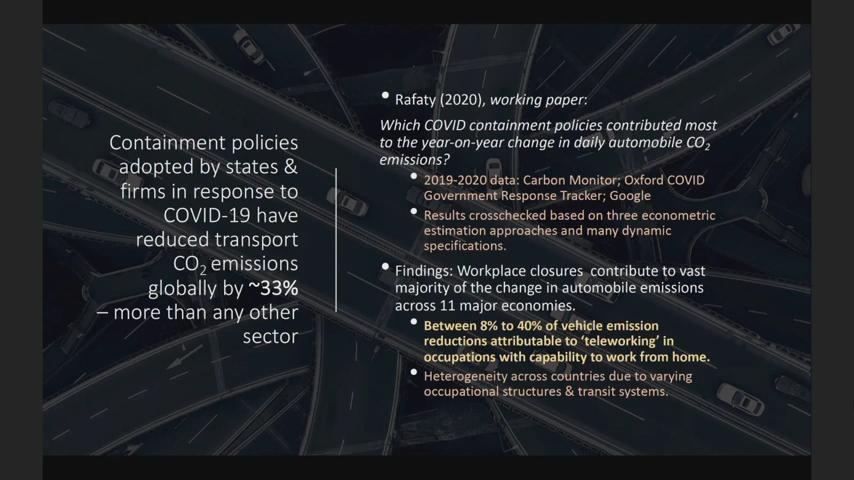 Containment policies
adopted by states &
firms in response to
COVID-19 have
reduced transport
CO₂ emissions
globally by ~33%
– more than any other
sector
• Rafaty (2020), working paper:
Which COVID containment policies contributed most
to the year-on-year change in daily automobile CO₂
emissions?
• 2019-2020 data: Carbon Monitor; Oxford COVID
Government Response Tracker; Google
• Results crosschecked based on three econometric
estimation approaches and many dynamic
specifications.
• Findings: Workplace closures contribute to vast
majority of the change in automobile emissions
across 11 major economies.
• Between 8% to 40% of vehicle emission
reductions attributable to ‘teleworking’ in
occupations with capability to work from home.
• Heterogeneity across countries due to varying
occupational structures & transit systems.